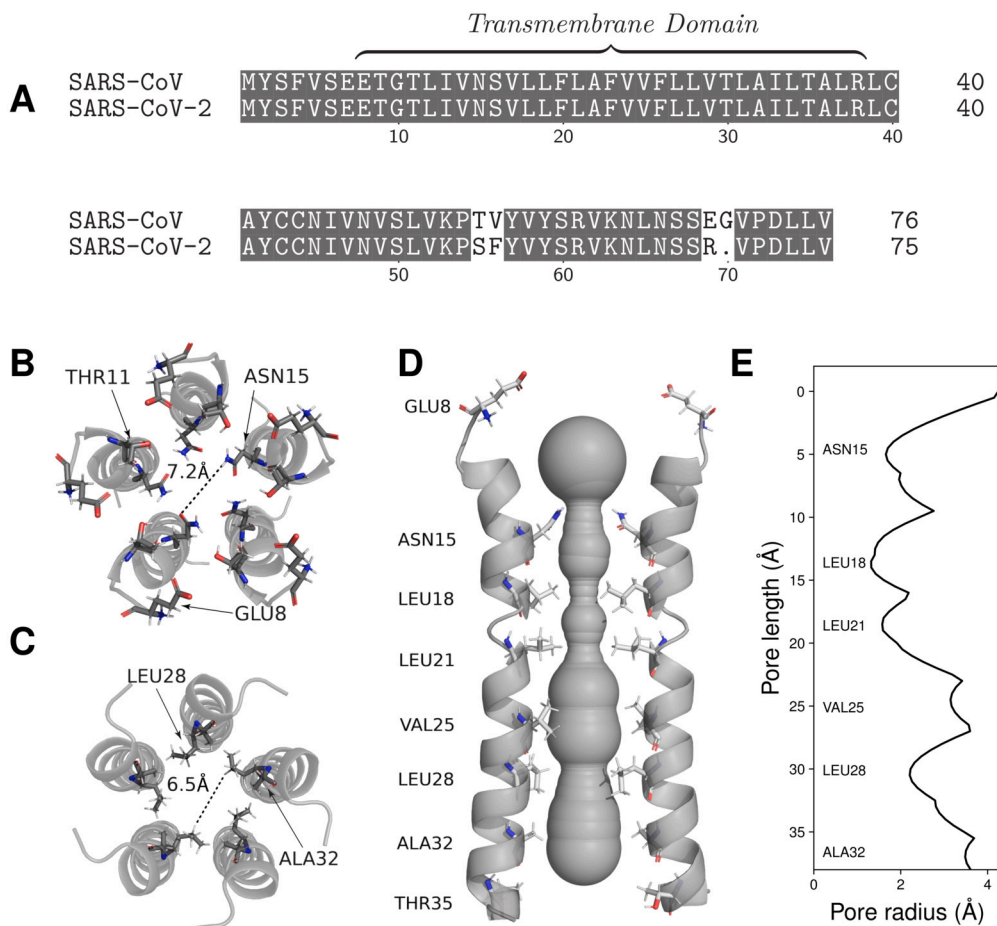 Transmembrane Domain
A
SARS-CoV MYSFVSEETGTLIVNSVLLFLAFVVFLLVTLAILTALRLC 40
SARS-CoV-2 MYSFVSEETGTLIVNSVLLFLAFVVFLLVTLAILTALRLC 40
10 20 30 40
SARS-CoV AYCCNIVNVSLVKPTVYVYSRVKNLNSSEGVPDLLV 76
SARS-CoV-2 AYCCNIVNVSLVKPSFYVYSRVKNLNSSR.VPDLLV 75
50 60 70
B
THR11
ASN15
7.2Å
GLU8
C
LEU28
6.5Å
ALA32
D
GLU8
ASN15
LEU18
LEU21
VAL25
LEU28
ALA32
THR35
E
0
5
10
15
20
25
30
35
ASN15
LEU18
LEU21
VAL25
LEU28
ALA32
Pore length (Å)
0 2 4
Pore radius (Å)